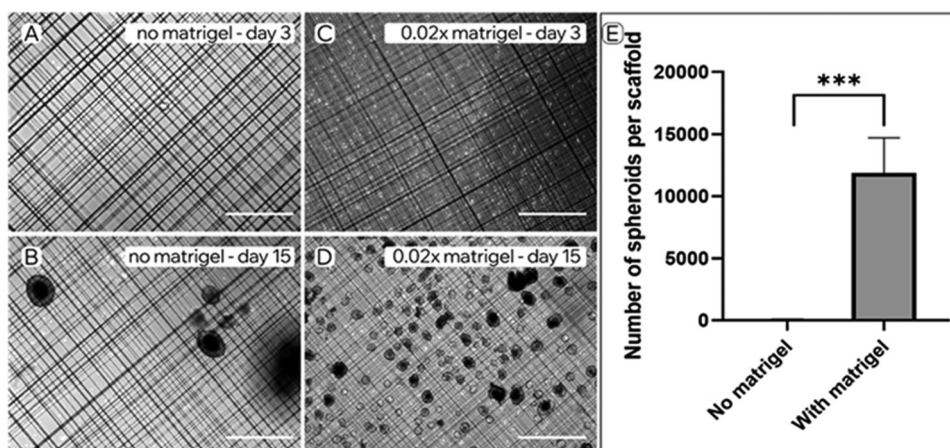 A
no matrigel - day 3
C
0.02x matrigel - day 3
B
no matrigel - day 15
D
0.02x matrigel - day 15
E
Number of spheroids per scaffold
20000
15000
10000
5000
0
***
No matrigel
With matrigel